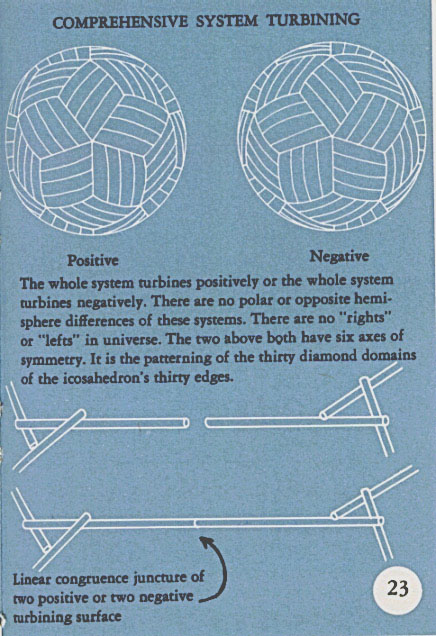 COMPREHENSIVE SYSTEM TURBINING
Positive
Negative
The whole system turbines positively or the whole system
turbines negatively. There are no polar or opposite hemi-
sphere differences of these systems. There are no "rights"
or "lefts" in universe. The two above both have six axes of
symmetry. It is the patterning of the thirty diamond domains
of the icosahedron's thirty edges.
Linear congruence juncture of
two positive or two negative
turbining surface
23